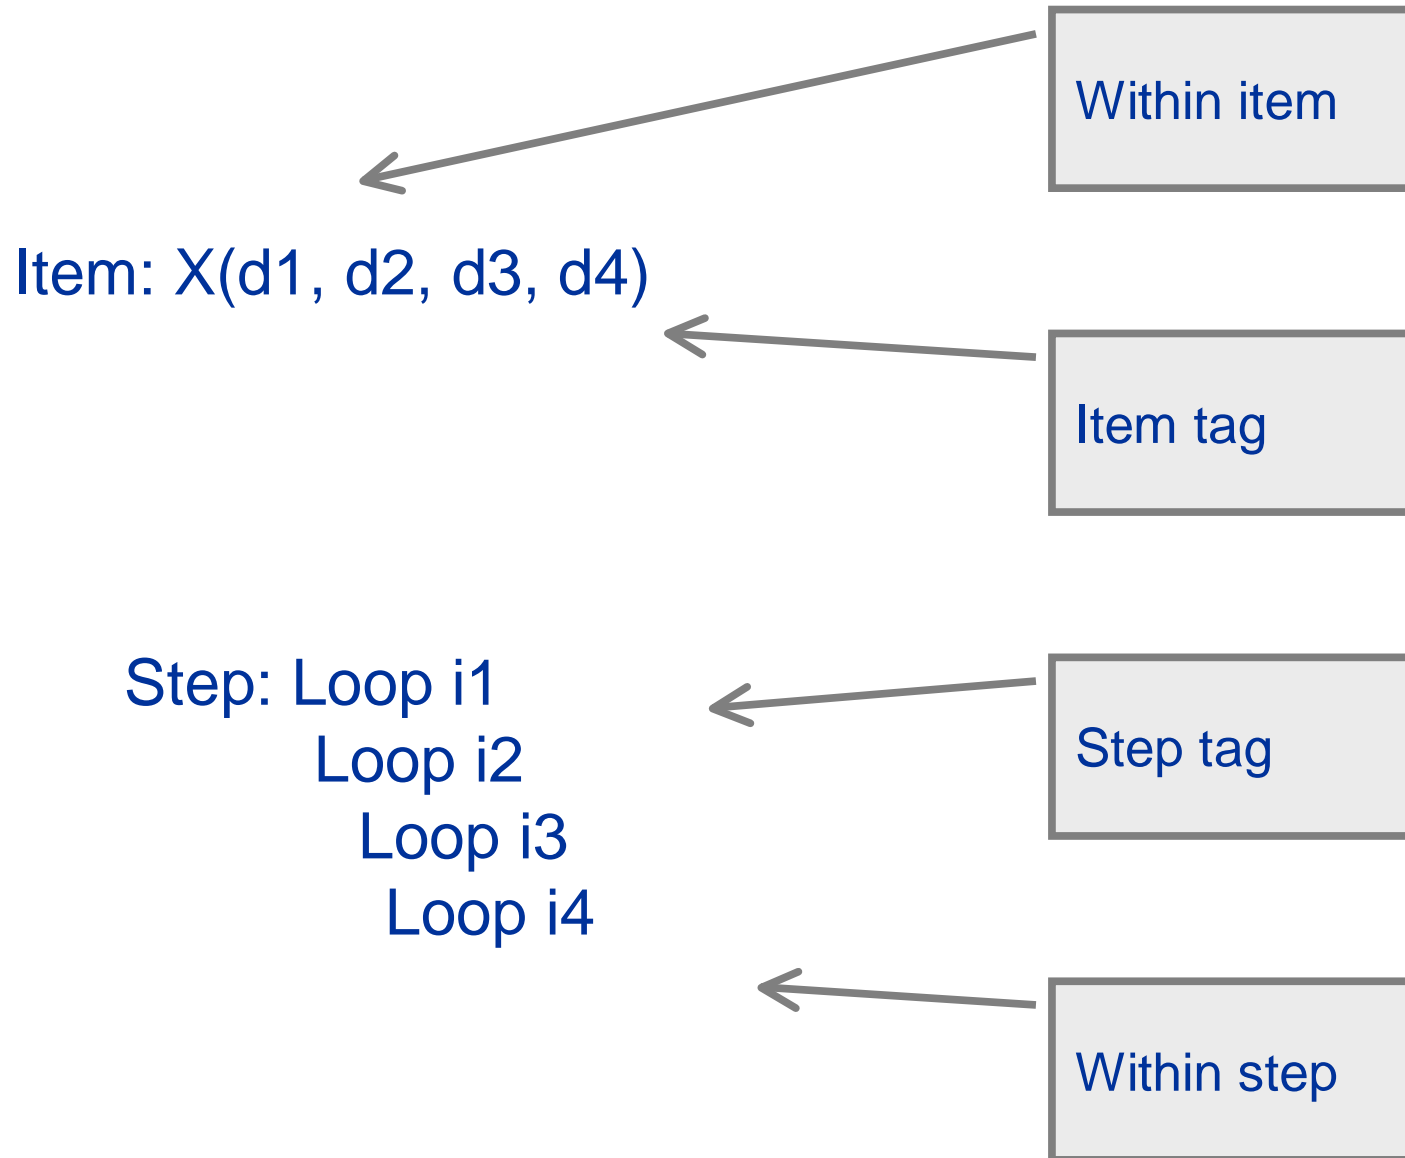 Within item
Item: X(d1, d2, d3, d4)
Item tag
Step: Loop i1
Step tag
Loop i2
Loop i3
Loop i4
Within step